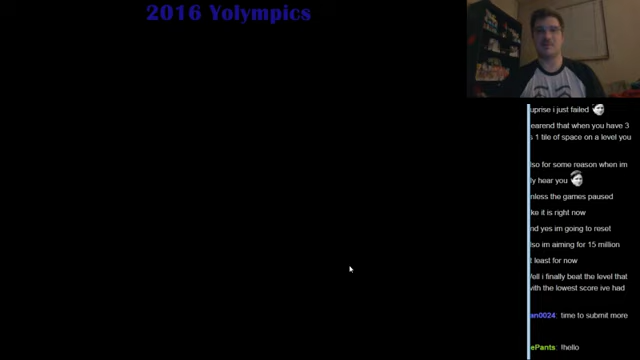 2016 Yolympics
uprise i just failed
earend that when you have 3
s 1 tile of space on a level you
lso for some reason when im
ly hear you
nless the games paused
ke it is right now
nd yes im going to reset
lso im aiming for 15 million
t least for now
ell i finally beat the level that
with the lowest score ive had
an0024: time to submit more
ePants: !hello